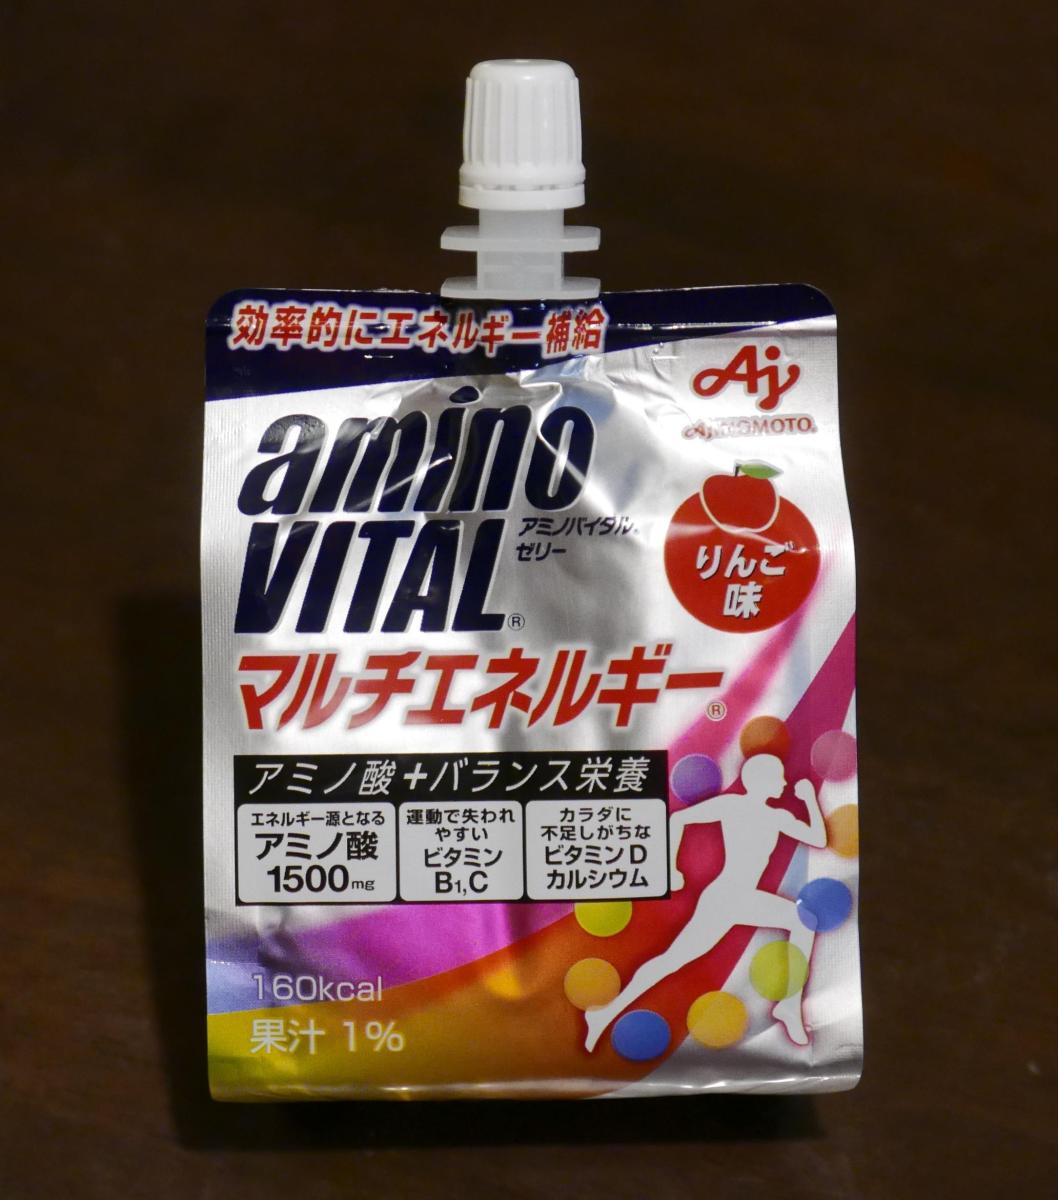 効率的にエネルギー補給
Aj
AJINOMOTO®
amino
VITAL®
アミノバイタル®
ゼリー
りんご
味
マルチエネルギー®
アミノ酸+バランス栄養
エネルギー源となる
アミノ酸
1500mg
運動で失われ
やすい
ビタミン
B1,C
カラダに
不足しがちな
ビタミンD
カルシウム
160kcal
果汁 1%